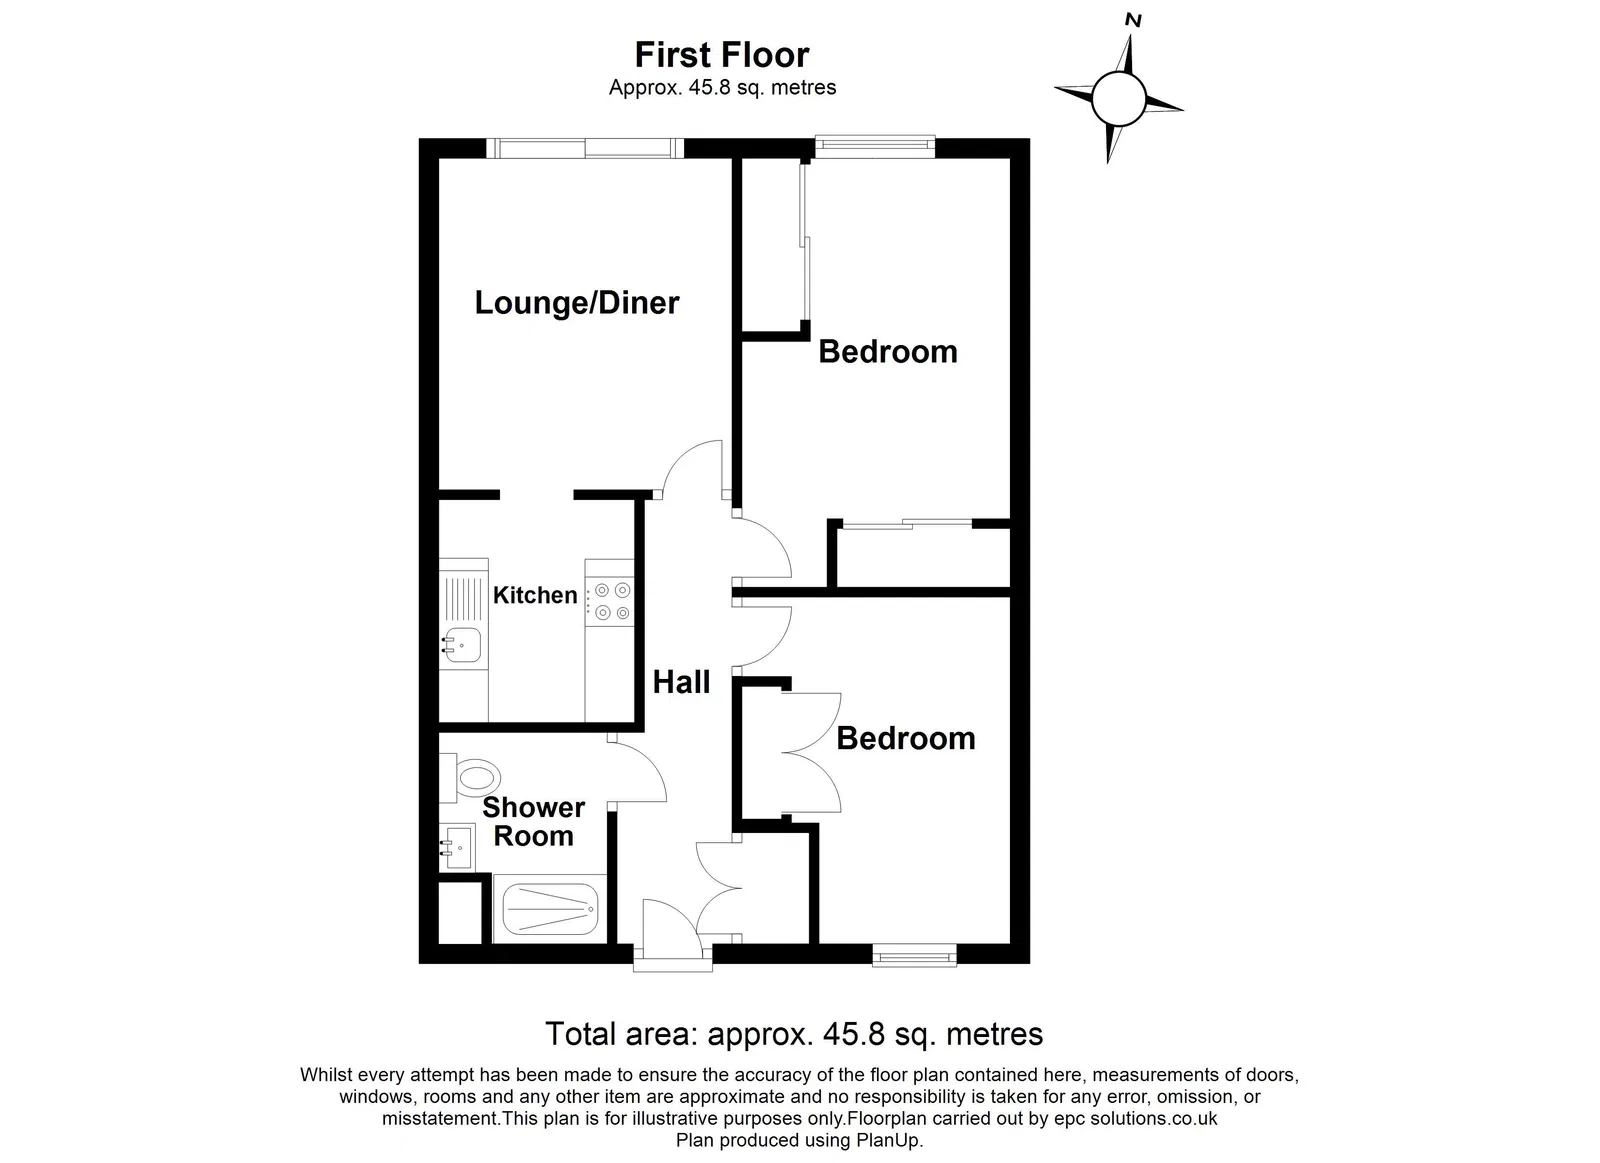 N
First Floor
Approx. 45.8 sq. metres
Lounge/Diner
Bedroom
Kitchen
Hall
Bedroom
Shower
Room
Total area: approx. 45.8 sq. metres
Whilst every attempt has been made to ensure the accuracy of the floor plan contained here, measurements of doors,
windows, rooms and any other item are approximate and no responsibility is taken for any error, omission, or
misstatement.This plan is for illustrative purposes only.Floorplan carried out by epc solutions.co.uk
Plan produced using PlanUp.